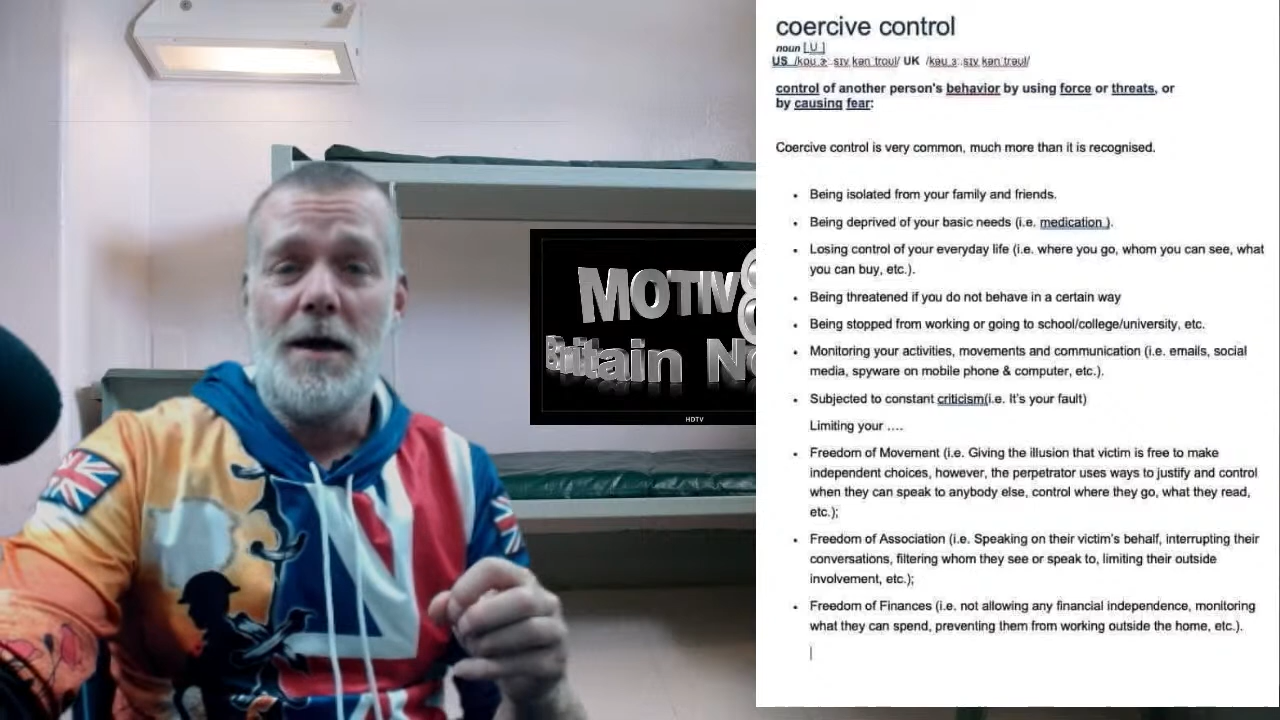 coercive control
noun [ U ]
US /koʊˌɝː.sɪv kənˈtroʊl/ UK /kəʊˌɜː.sɪv kənˈtrəʊl/
control of another person's behavior by using force or threats, or
by causing fear:
Coercive control is very common, much more than it is recognised.
• Being isolated from your family and friends.
• Being deprived of your basic needs (i.e. medication ).
• Losing control of your everyday life (i.e. where you go, whom you can see, what
you can buy, etc.).
• Being threatened if you do not behave in a certain way
• Being stopped from working or going to school/college/university, etc.
• Monitoring your activities, movements and communication (i.e. emails, social
media, spyware on mobile phone & computer, etc.).
• Subjected to constant criticism(i.e. It's your fault)
Limiting your ….
• Freedom of Movement (i.e. Giving the illusion that victim is free to make
independent choices, however, the perpetrator uses ways to justify and control
when they can speak to anybody else, control where they go, what they read,
etc.);
• Freedom of Association (i.e. Speaking on their victim's behalf, interrupting their
conversations, filtering whom they see or speak to, limiting their outside
involvement, etc.);
• Freedom of Finances (i.e. not allowing any financial independence, monitoring
what they can spend, preventing them from working outside the home, etc.).
MOTIV8
Britain No
HDTV